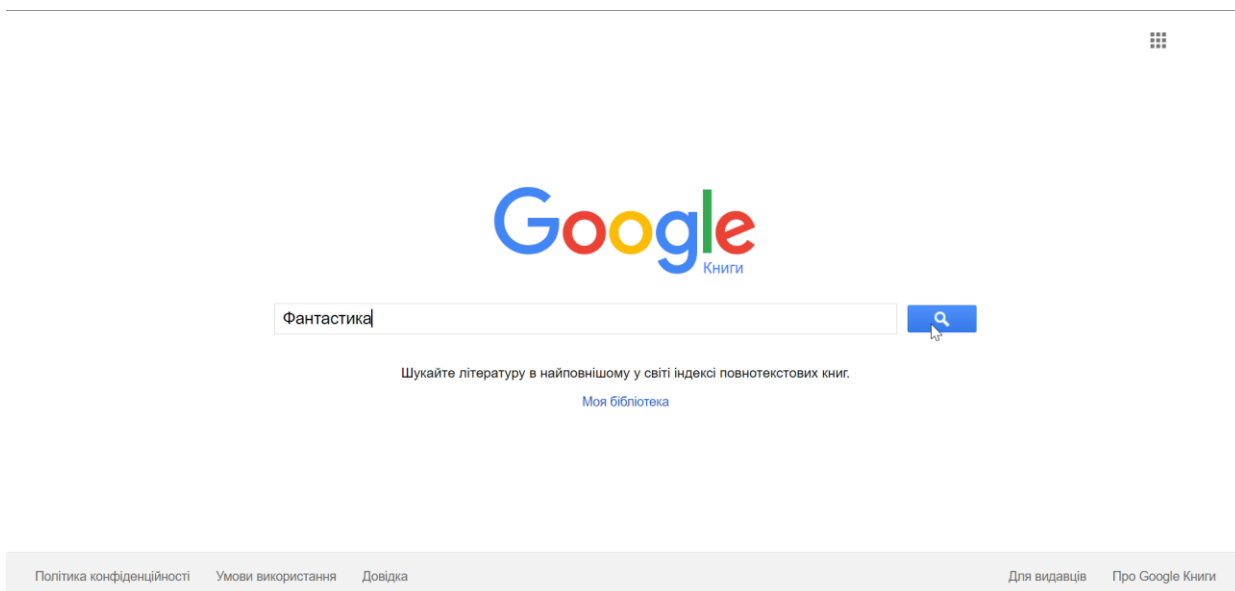 Google
Книги
Фантастика
Шукайте літературу в найповнішому у світі індексі повнотекстових книг.
Моя бібліотека
Політика конфіденційності Умови використання Довідка Для видавців Про Google Книги